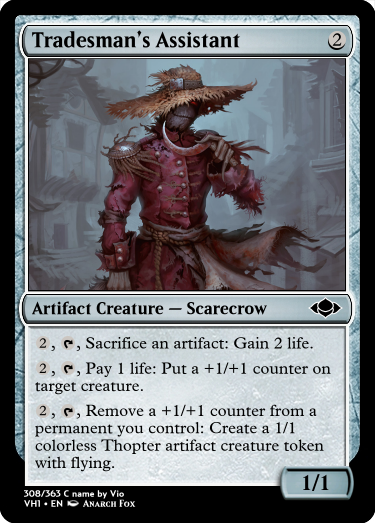 Tradesman's Assistant 2
Artifact Creature — Scarecrow
2, , Sacrifice an artifact: Gain 2 life.
2, , Pay 1 life: Put a +1/+1 counter on
target creature.
2, , Remove a +1/+1 counter from a
permanent you control: Create a 1/1
colorless Thopter artifact creature token
with flying.
1/1
308/363 C name by Vio
VH1 • EN Anarch Fox